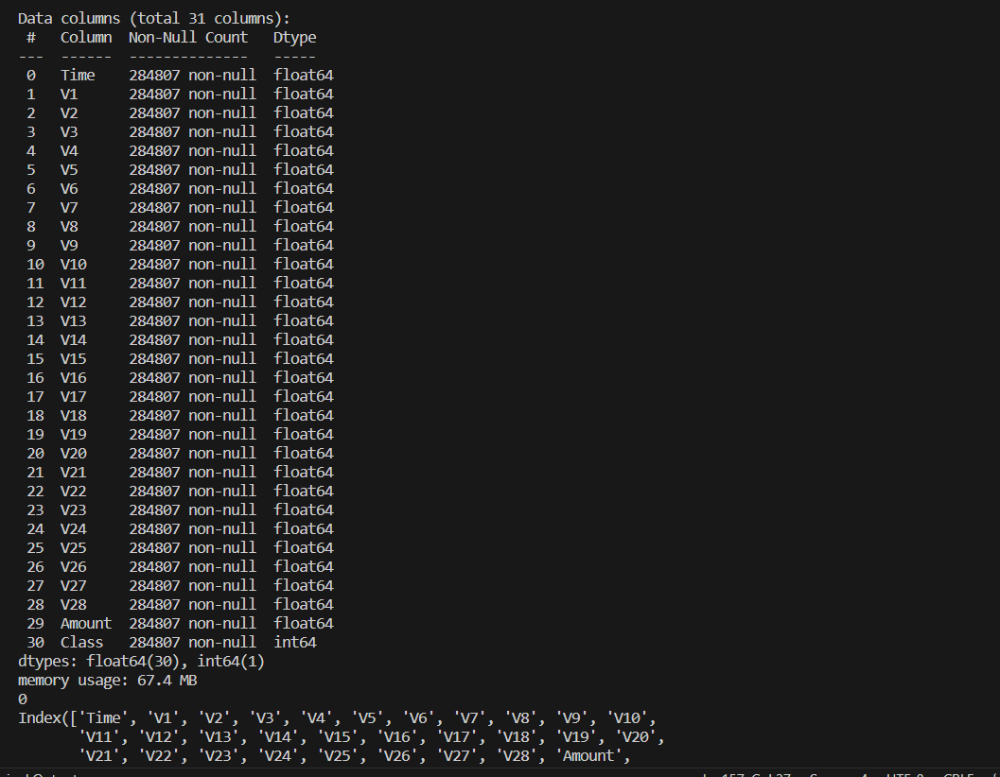 Data columns (total 31 columns):
 #   Column  Non-Null Count   Dtype
---  ------  --------------   -----
 0   Time    284807 non-null  float64
 1   V1      284807 non-null  float64
 2   V2      284807 non-null  float64
 3   V3      284807 non-null  float64
 4   V4      284807 non-null  float64
 5   V5      284807 non-null  float64
 6   V6      284807 non-null  float64
 7   V7      284807 non-null  float64
 8   V8      284807 non-null  float64
 9   V9      284807 non-null  float64
 10  V10     284807 non-null  float64
 11  V11     284807 non-null  float64
 12  V12     284807 non-null  float64
 13  V13     284807 non-null  float64
 14  V14     284807 non-null  float64
 15  V15     284807 non-null  float64
 16  V16     284807 non-null  float64
 17  V17     284807 non-null  float64
 18  V18     284807 non-null  float64
 19  V19     284807 non-null  float64
 20  V20     284807 non-null  float64
 21  V21     284807 non-null  float64
 22  V22     284807 non-null  float64
 23  V23     284807 non-null  float64
 24  V24     284807 non-null  float64
 25  V25     284807 non-null  float64
 26  V26     284807 non-null  float64
 27  V27     284807 non-null  float64
 28  V28     284807 non-null  float64
 29  Amount  284807 non-null  float64
 30  Class   284807 non-null  int64
dtypes: float64(30), int64(1)
memory usage: 67.4 MB
0
Index(['Time', 'V1', 'V2', 'V3', 'V4', 'V5', 'V6', 'V7', 'V8', 'V9', 'V10',
       'V11', 'V12', 'V13', 'V14', 'V15', 'V16', 'V17', 'V18', 'V19', 'V20',
       'V21', 'V22', 'V23', 'V24', 'V25', 'V26', 'V27', 'V28', 'Amount',